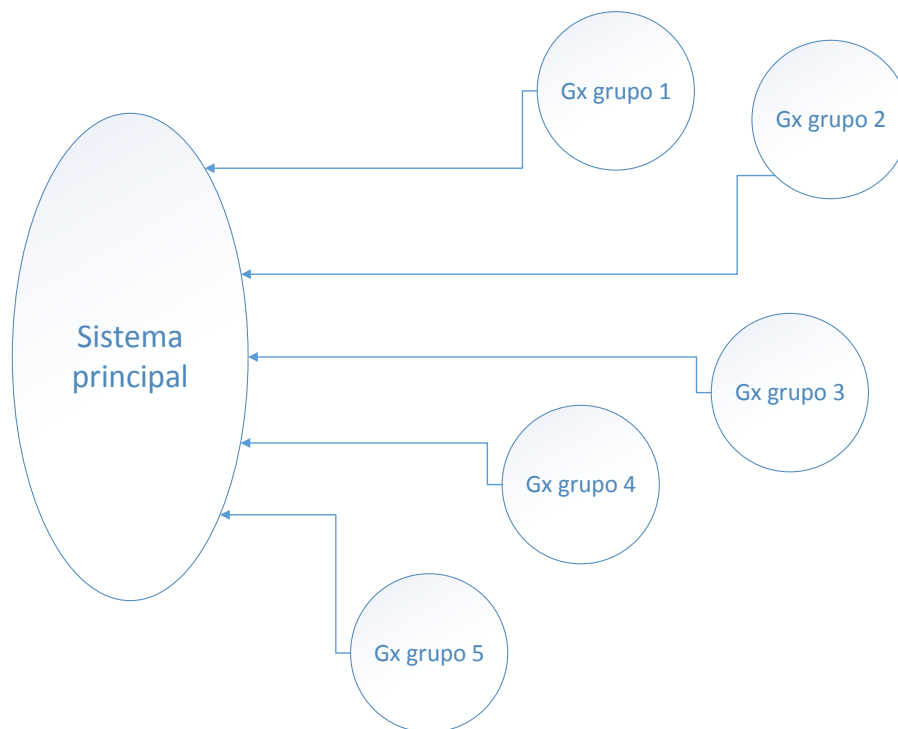 Gx grupo 1
Gx grupo 2
Sistema
principal
Gx grupo 3
Gx grupo 4
Gx grupo 5